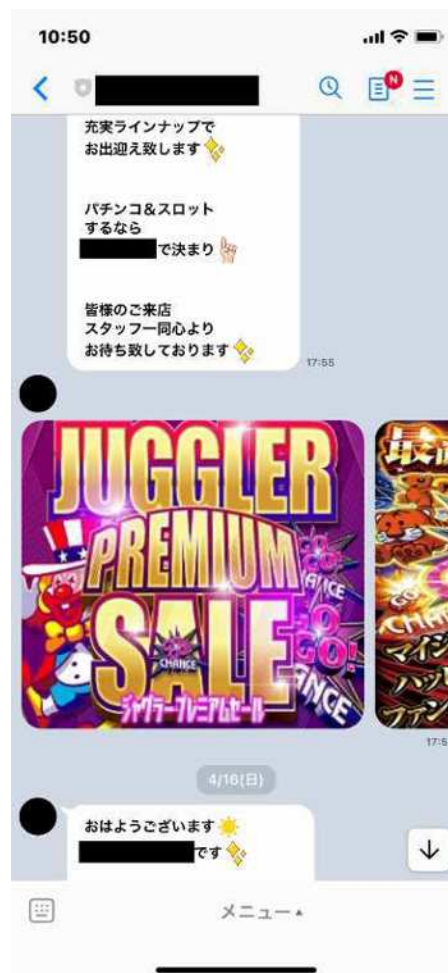 10:50
N
充実ラインナップで
お出迎え致します
パチンコ&スロット
するなら
で決まり
皆様のご来店
スタッフ一同心より
お待ち致しております
17:55
JUGGLER
PREMIUM
SALE
GO GO!
CHANCE
ジャグラープレミアムセール
4/16(日)
おはようございます
です
メニュー